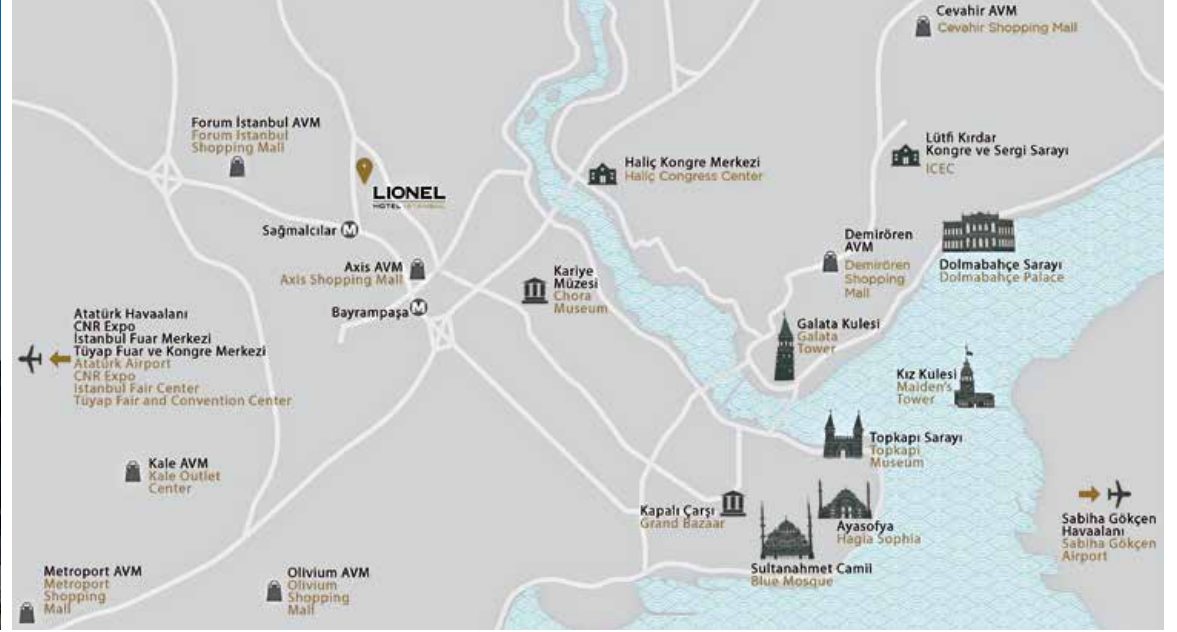 Cevahir AVM
Cevahir Shopping Mall
Forum İstanbul AVM
Forum İstanbul
Shopping Mall
LIONEL
HOTEL ISTANBUL
Haliç Kongre Merkezi
Haliç Congress Center
Lütfi Kırdar
Kongre ve Sergi Sarayı
ICEC
Sağmalcılar M
Axis AVM
Axis Shopping Mall
Kariye
Müzesi
Chora
Museum
Demirören
AVM
Demirören
Shopping
Mall
Dolmabahçe Sarayı
Dolmabahçe Palace
Bayrampaşa M
Atatürk Havaalanı
CNR Expo
İstanbul Fuar Merkezi
Tüyap Fuar ve Kongre Merkezi
Atatürk Airport
CNR Expo
Istanbul Fair Center
Tüyap Fair and Convention Center
Galata Kulesi
Galata
Tower
Kız Kulesi
Maiden's
Tower
Topkapı Sarayı
Topkapı
Museum
Kale AVM
Kale Outlet
Center
Kapalı Çarşı
Grand Bazaar
Ayasofya
Hagia Sophia
Sabiha Gökçen
Havaalanı
Sabiha Gökçen
Airport
Sultanahmet Camii
Blue Mosque
Metroport AVM
Metroport
Shopping
Mall
Olivium AVM
Olivium
Shopping
Mall